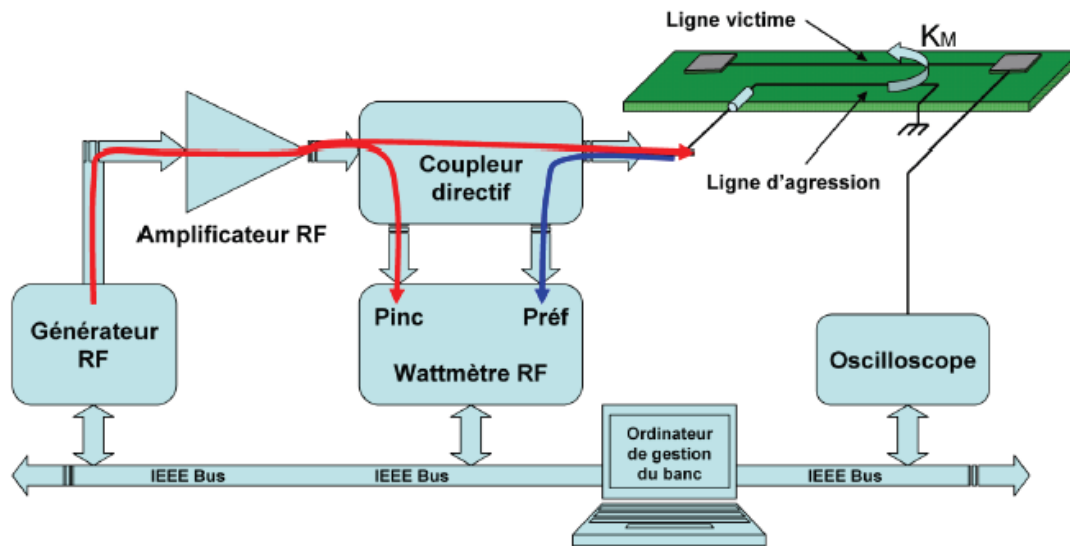 Ligne victime
KM
Coupleur
directif
Ligne d'agression
Amplificateur RF
Générateur
RF
Pinc
Préf
Wattmètre RF
Oscilloscope
Ordinateur
de gestion
du banc
IEEE Bus
IEEE Bus
IEEE Bus